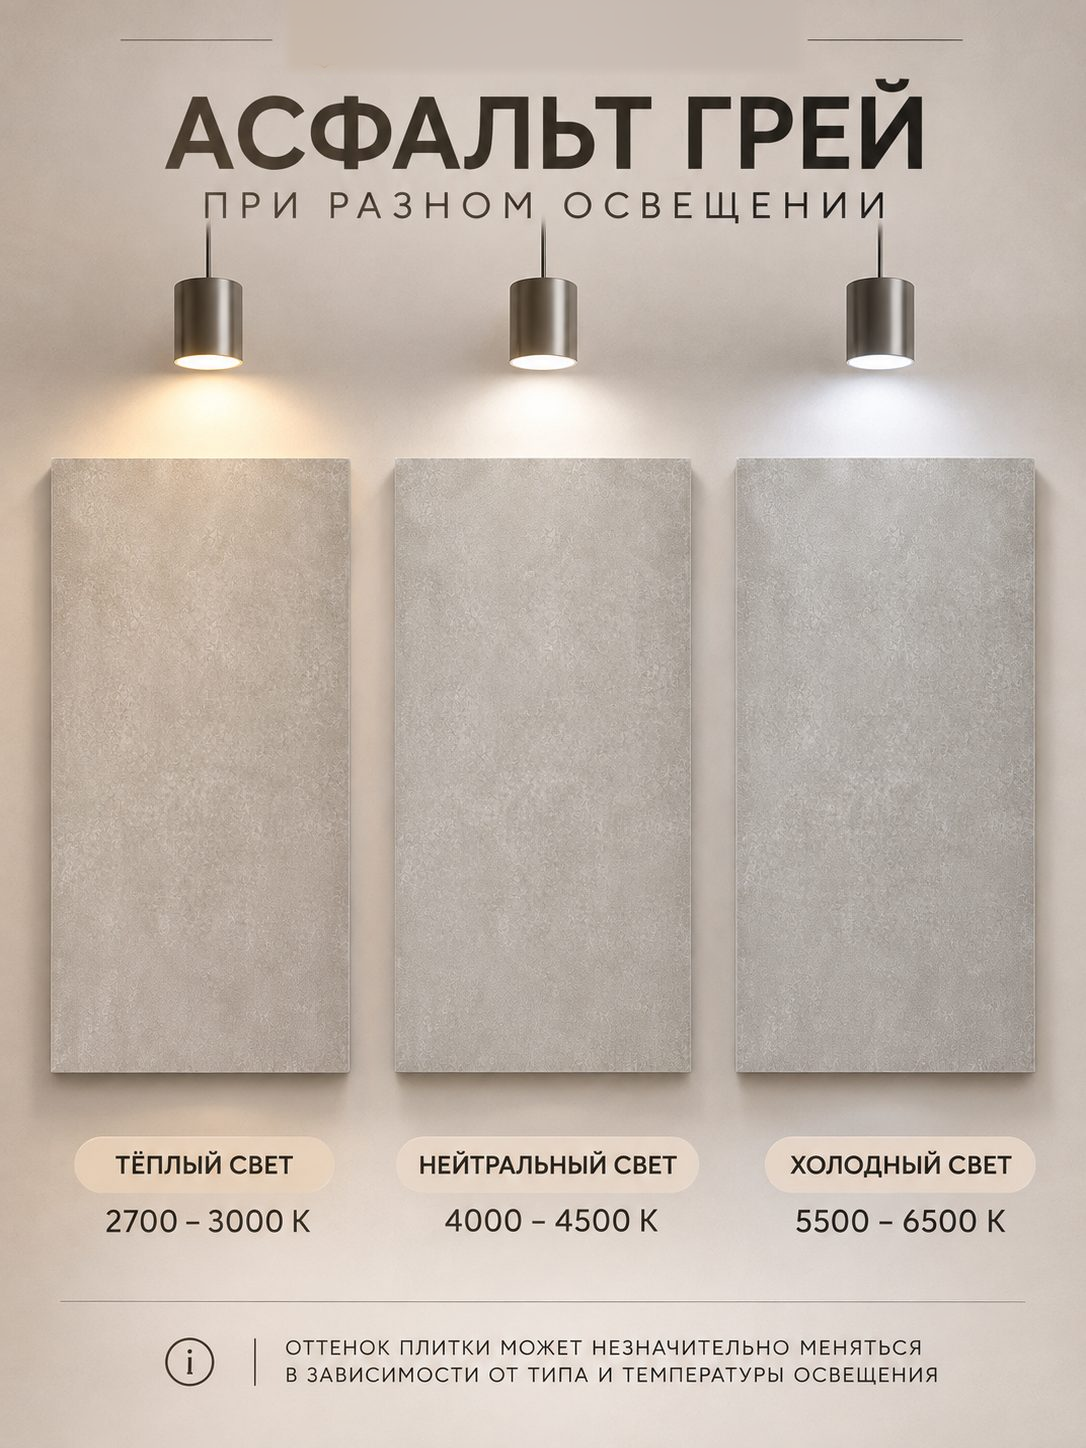 АСФАЛЬТ ГРЕЙ
ПРИ РАЗНОМ ОСВЕЩЕНИИ
ТЁПЛЫЙ СВЕТ
2700 – 3000 К
НЕЙТРАЛЬНЫЙ СВЕТ
4000 – 4500 К
ХОЛОДНЫЙ СВЕТ
5500 – 6500 К
i
ОТТЕНОК ПЛИТКИ МОЖЕТ НЕЗНАЧИТЕЛЬНО МЕНЯТЬСЯ
В ЗАВИСИМОСТИ ОТ ТИПА И ТЕМПЕРАТУРЫ ОСВЕЩЕНИЯ